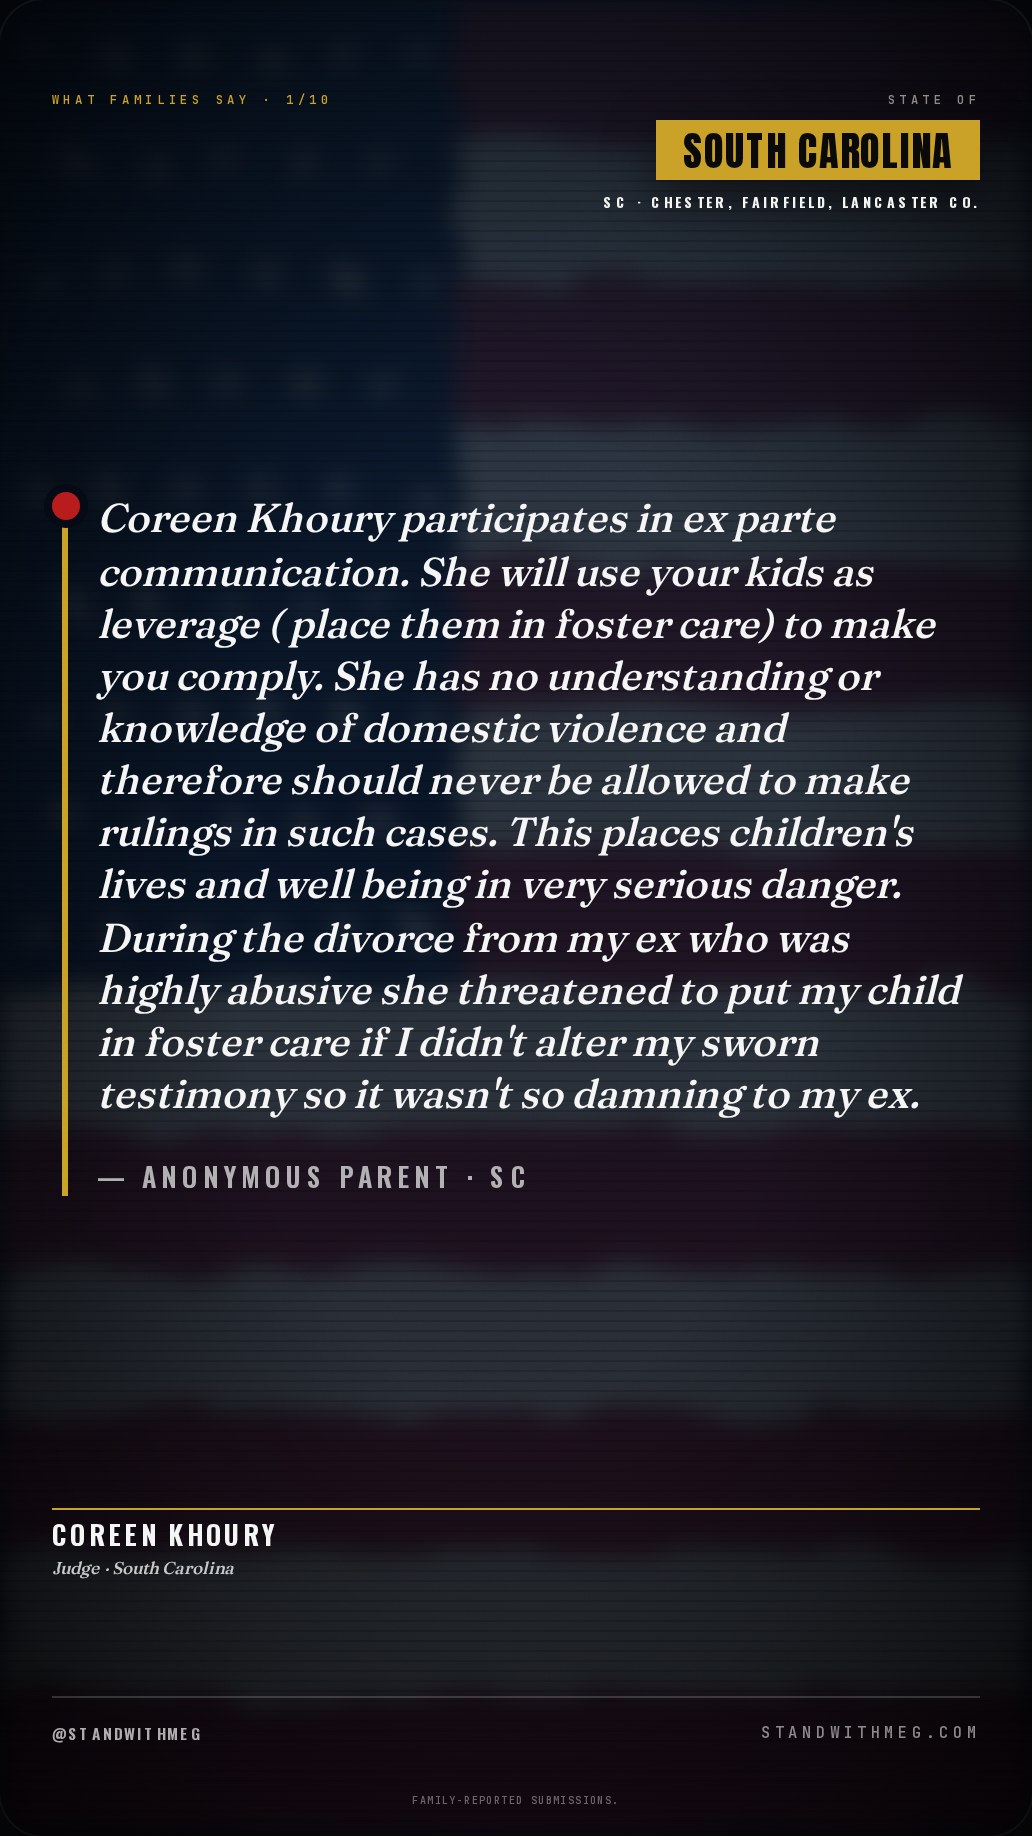 WHAT FAMILIES SAY · 1/10
STATE OF
SOUTH CAROLINA
SC · CHESTER, FAIRFIELD, LANCASTER CO.
Coreen Khoury participates in ex parte
communication. She will use your kids as
leverage ( place them in foster care) to make
you comply. She has no understanding or
knowledge of domestic violence and
therefore should never be allowed to make
rulings in such cases. This places children's
lives and well being in very serious danger.
During the divorce from my ex who was
highly abusive she threatened to put my child
in foster care if I didn't alter my sworn
testimony so it wasn't so damning to my ex.
— ANONYMOUS PARENT · SC
COREEN KHOURY
Judge · South Carolina
@STANDWITHMEG
STANDWITHMEG.COM
FAMILY-REPORTED SUBMISSIONS.